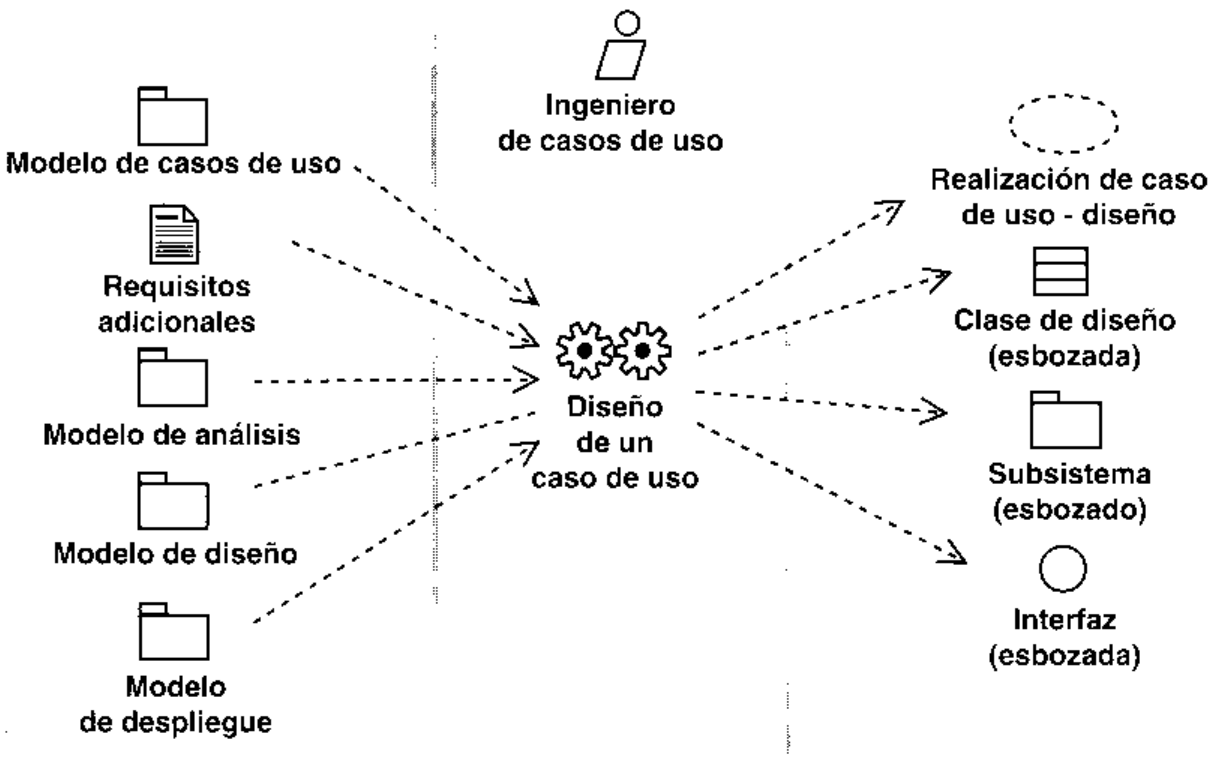 Ingeniero
de casos de uso
Modelo de casos de uso
Requisitos
adicionales
Modelo de análisis
Modelo de diseño
Modelo
de despliegue
Diseño
de un
caso de uso
Realización de caso
de uso - diseño
Clase de diseño
(esbozada)
Subsistema
(esbozado)
Interfaz
(esbozada)